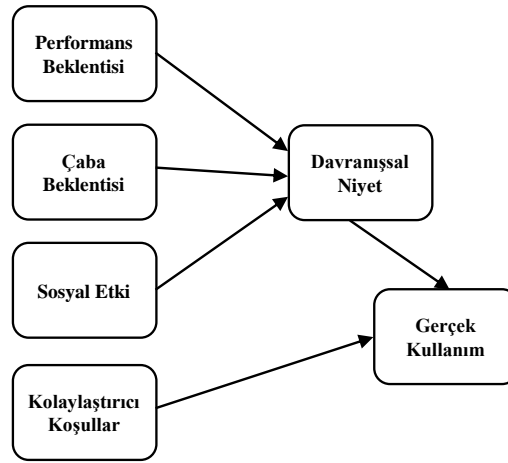 Performans
Beklentisi
Çaba
Beklentisi
Davranışsal
Niyet
Sosyal Etki
Gerçek
Kullanım
Kolaylaştırıcı
Koşullar